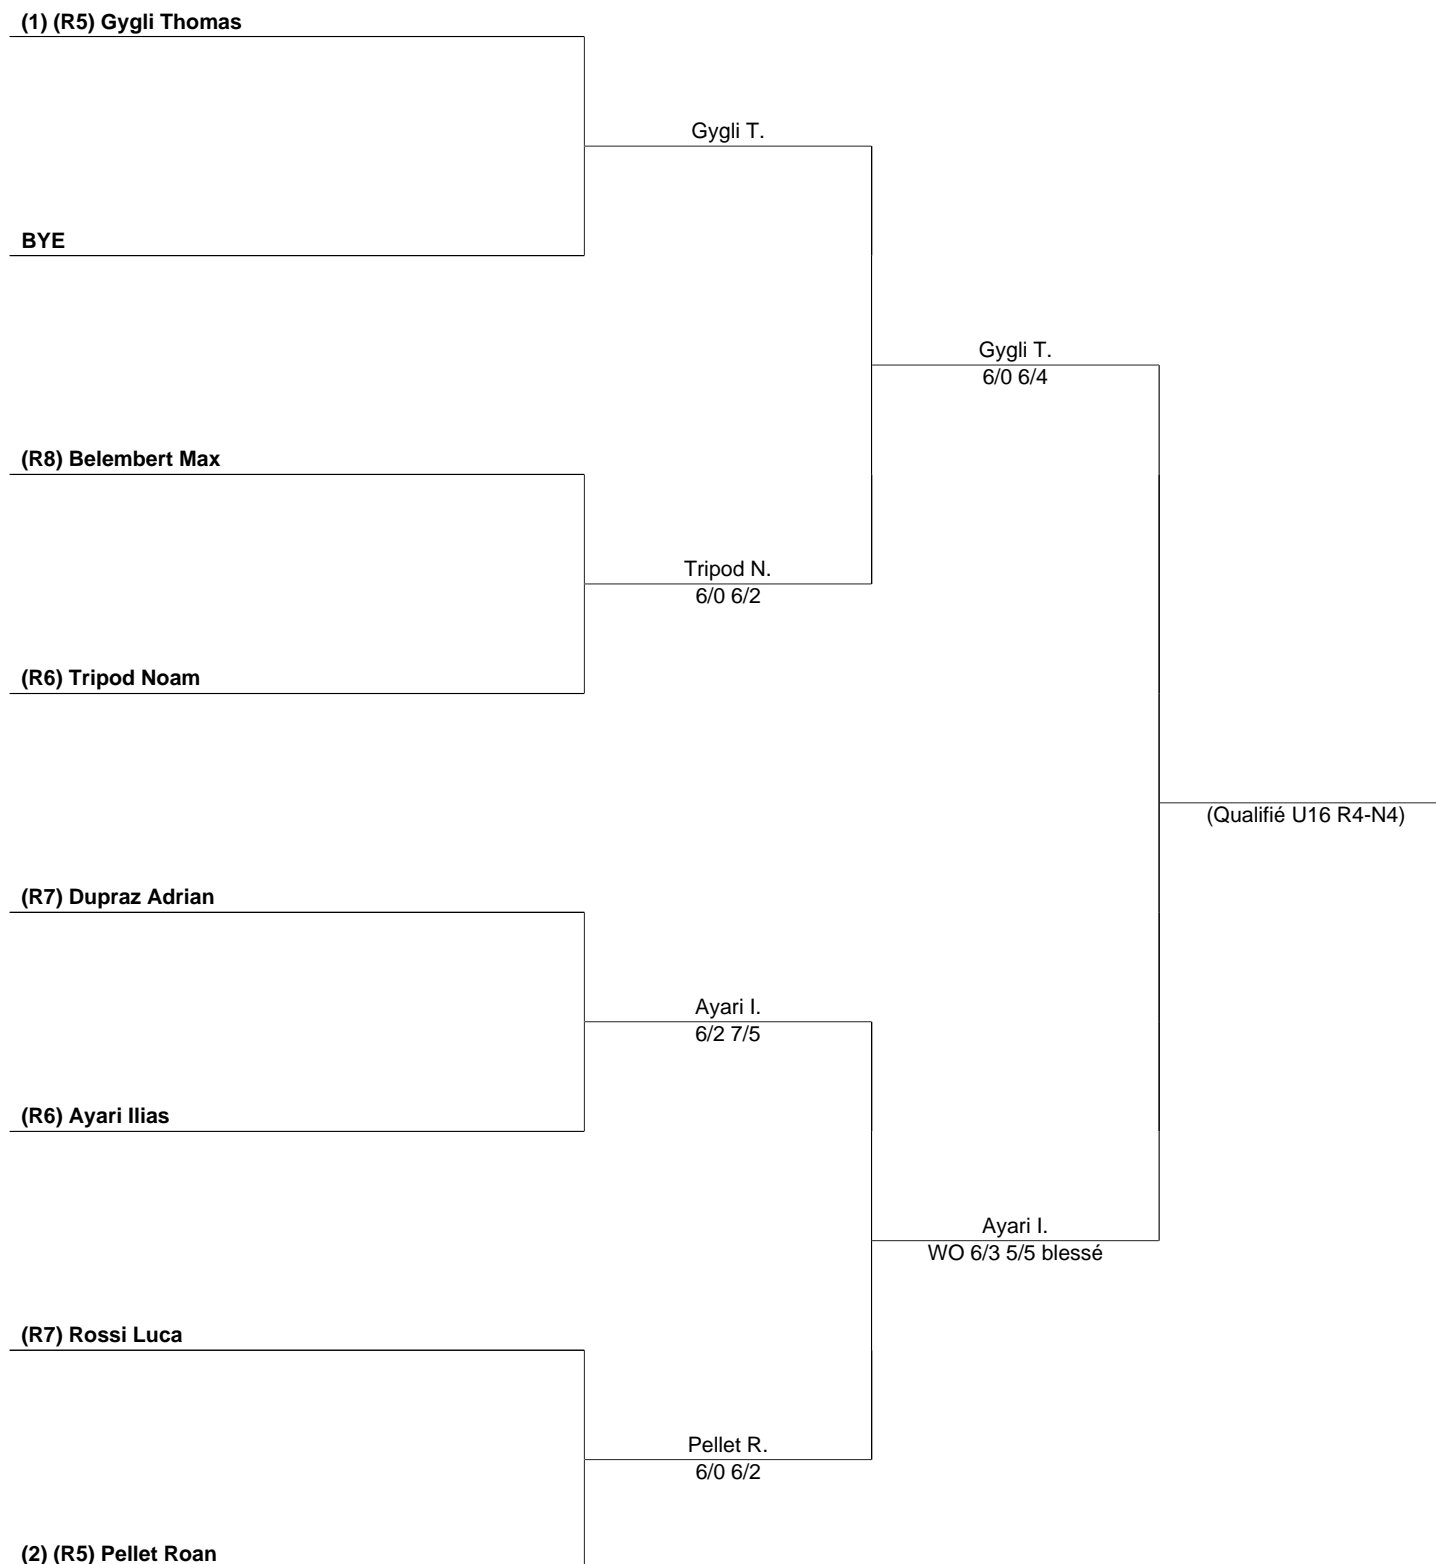 (1) (R5) Gygli Thomas
Gygli T.
BYE
Gygli T.
6/0 6/4
(R8) Belembert Max
Tripod N.
6/0 6/2
(R6) Tripod Noam
(Qualifié U16 R4-N4)
(R7) Dupraz Adrian
Ayari I.
6/2 7/5
(R6) Ayari Ilias
Ayari I.
WO 6/3 5/5 blessé
(R7) Rossi Luca
Pellet R.
6/0 6/2
(2) (R5) Pellet Roan